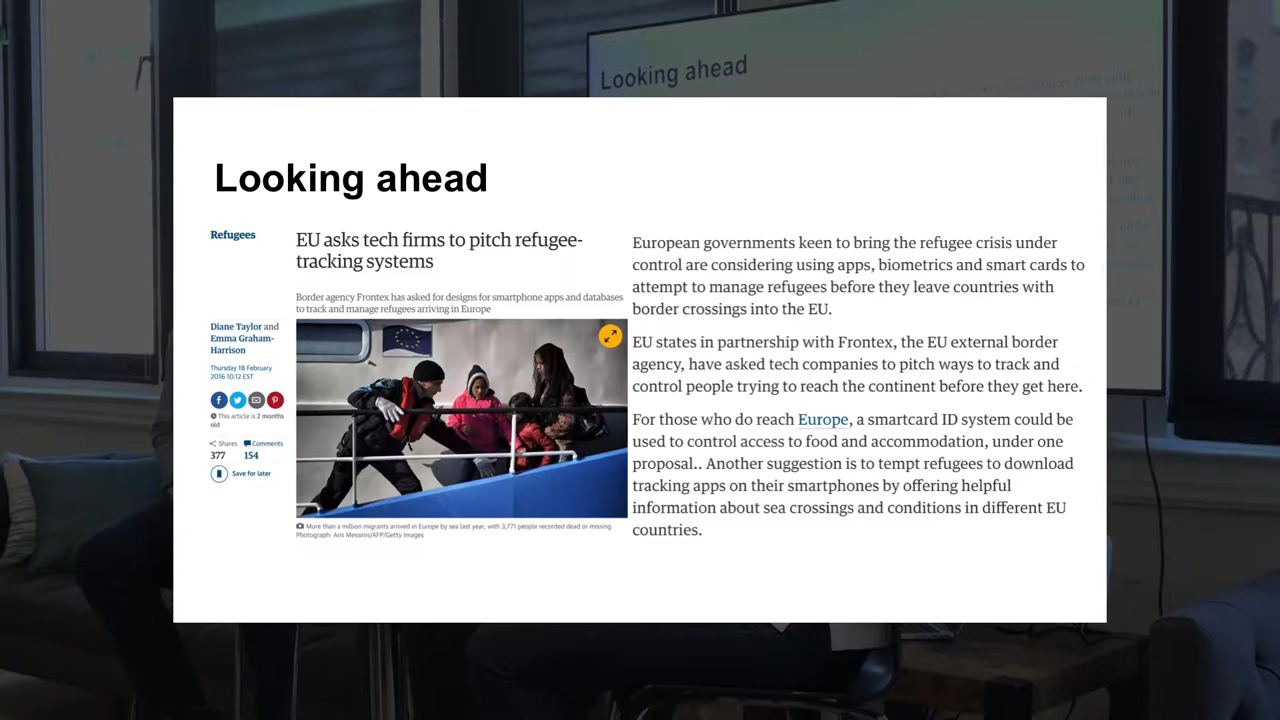 Looking ahead
Looking ahead
Refugees
EU asks tech firms to pitch refugee-
tracking systems
Border agency Frontex has asked for designs for smartphone apps and databases
to track and manage refugees arriving in Europe
Diane Taylor and
Emma Graham-
Harrison
Thursday 18 February
2016 10.12 EST
This article is 2 months
old
Shares
Comments
377
154
Save for later
More than a million migrants arrived in Europe by sea last year, with 3,771 people recorded dead or missing.
Photograph: Aris Messinis/AFP/Getty Images
European governments keen to bring the refugee crisis under
control are considering using apps, biometrics and smart cards to
attempt to manage refugees before they leave countries with
border crossings into the EU.
EU states in partnership with Frontex, the EU external border
agency, have asked tech companies to pitch ways to track and
control people trying to reach the continent before they get here.
For those who do reach Europe, a smartcard ID system could be
used to control access to food and accommodation, under one
proposal.. Another suggestion is to tempt refugees to download
tracking apps on their smartphones by offering helpful
information about sea crossings and conditions in different EU
countries.